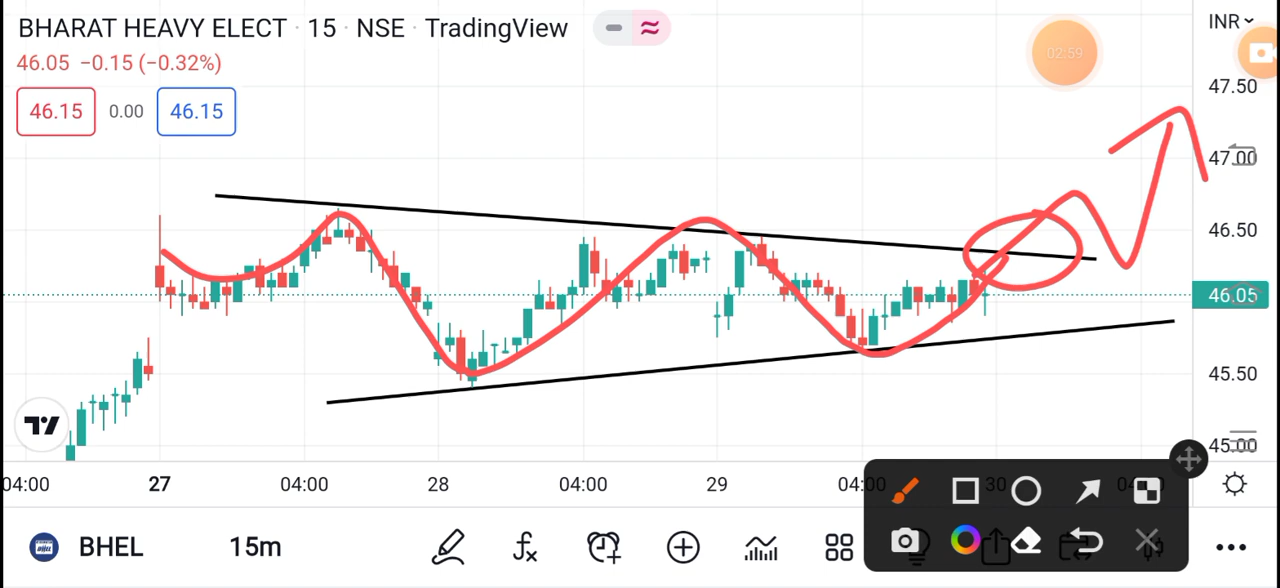 BHARAT HEAVY ELECT · 15 · NSE · TradingView
INR
46.05 −0.15 (−0.32%)
02:59
46.15 0.00 46.15
47.50
47.00
46.50
46.05
45.50
45.00
04:00 27 04:00 28 04:00 29 04:00 30
BHEL 15m